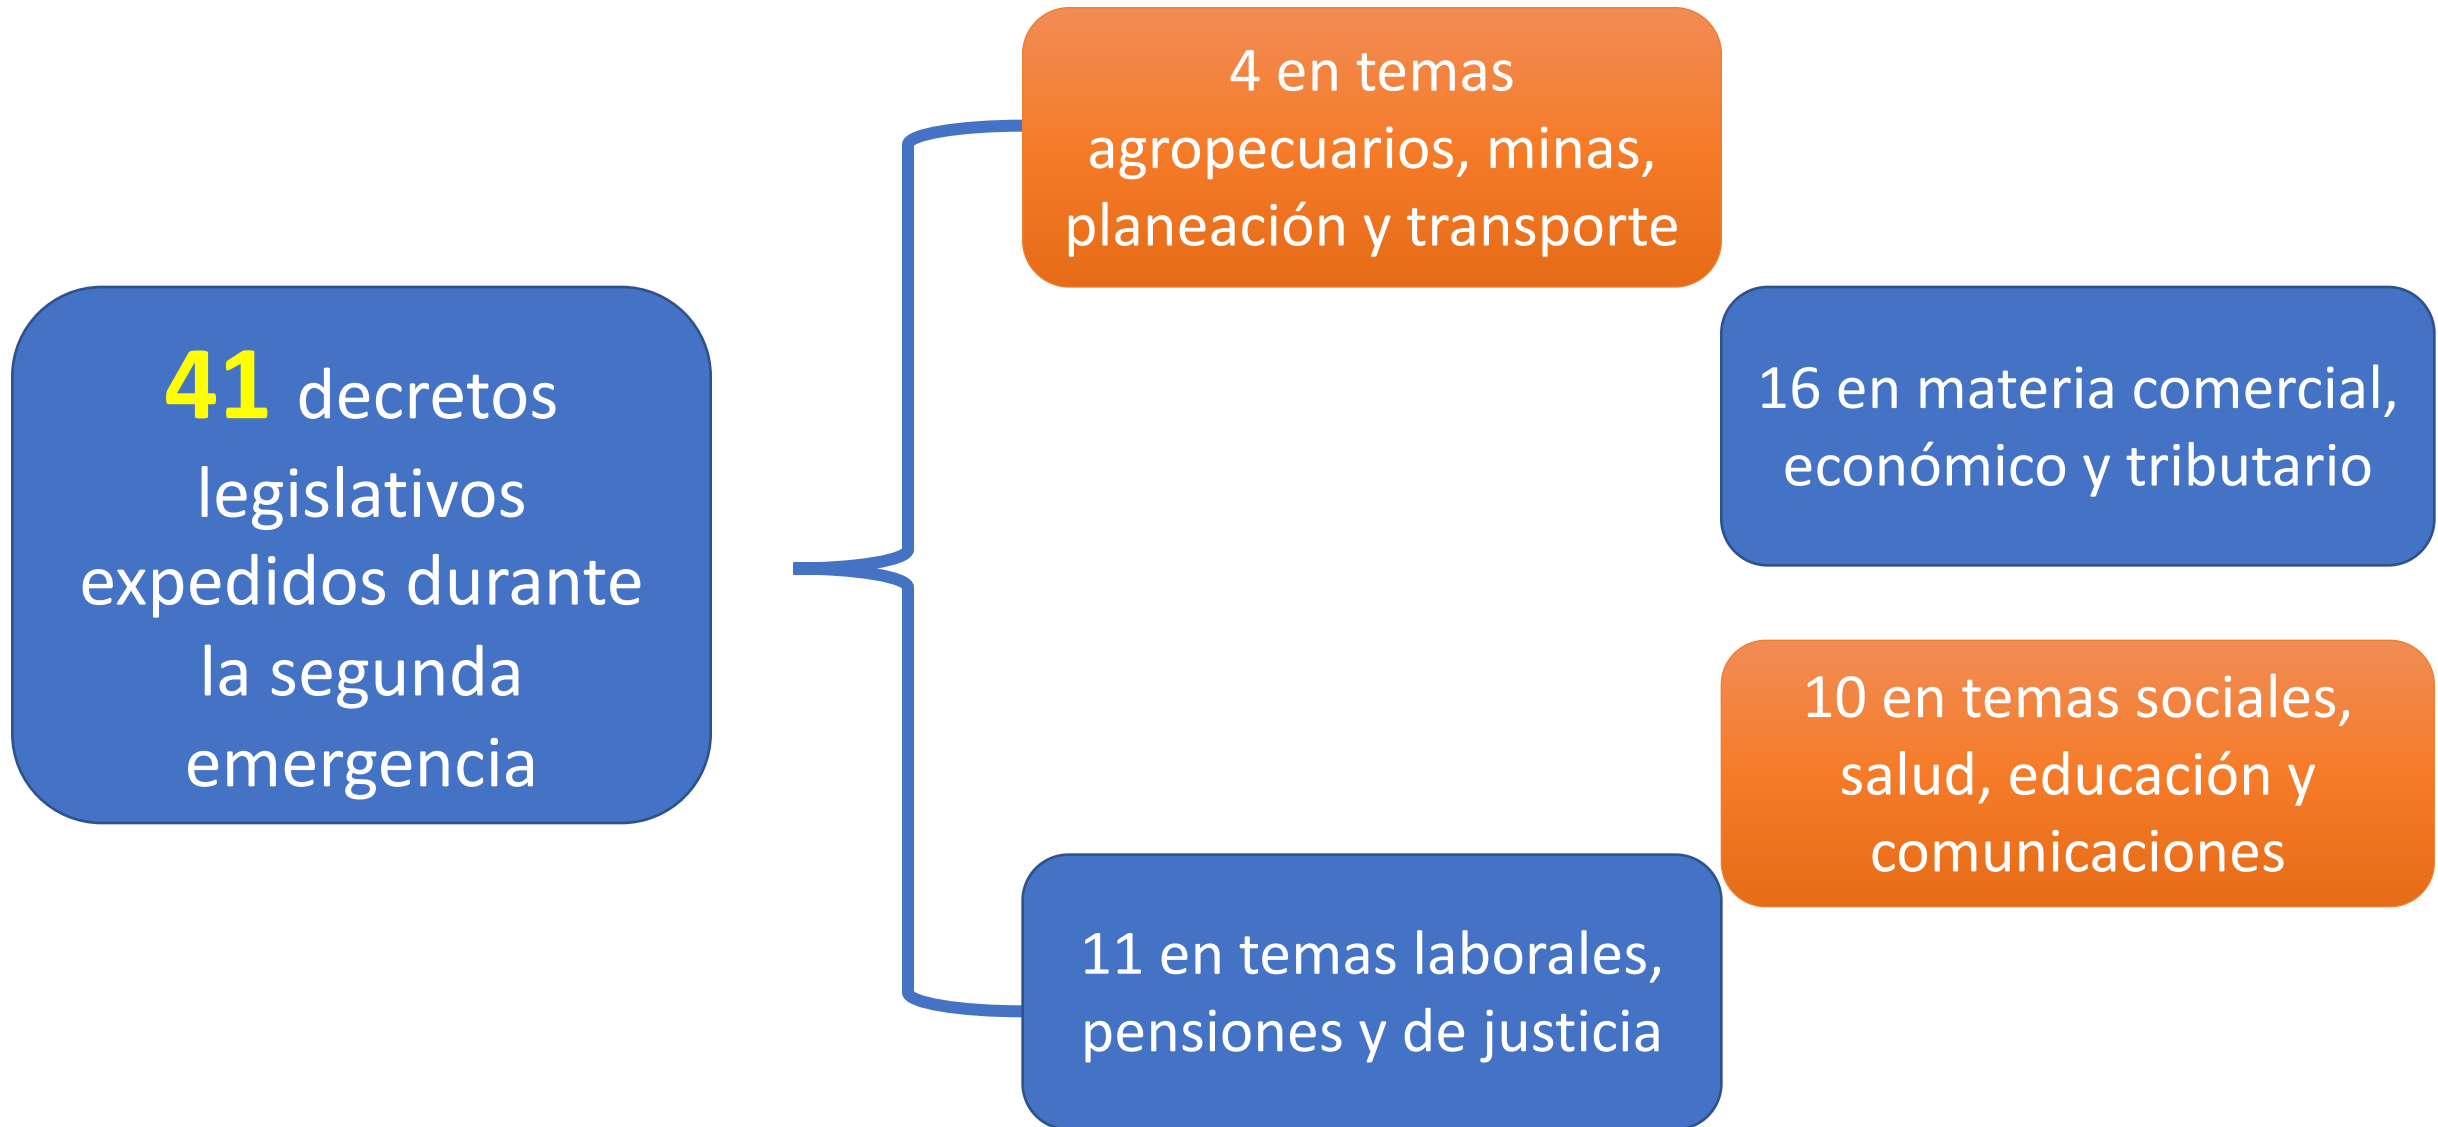 41 decretos
legislativos
expedidos durante
la segunda
emergencia
4 en temas
agropecuarios, minas,
planeación y transporte
16 en materia comercial,
económico y tributario
10 en temas sociales,
salud, educación y
comunicaciones
11 en temas laborales,
pensiones y de justicia